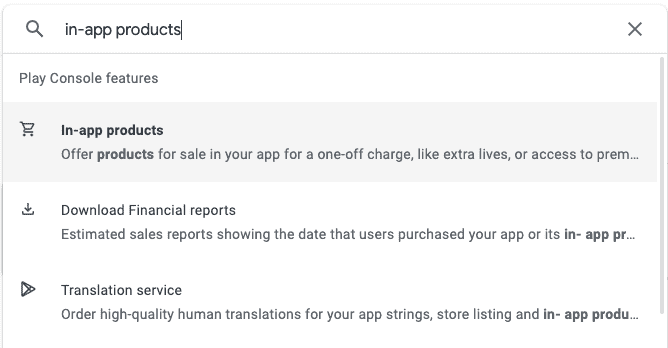 in-app products
Play Console features
In-app products
Offer products for sale in your app for a one-off charge, like extra lives, or access to prem...
Download Financial reports
Estimated sales reports showing the date that users purchased your app or its in- app pr...
Translation service
Order high-quality human translations for your app strings, store listing and in- app produ...